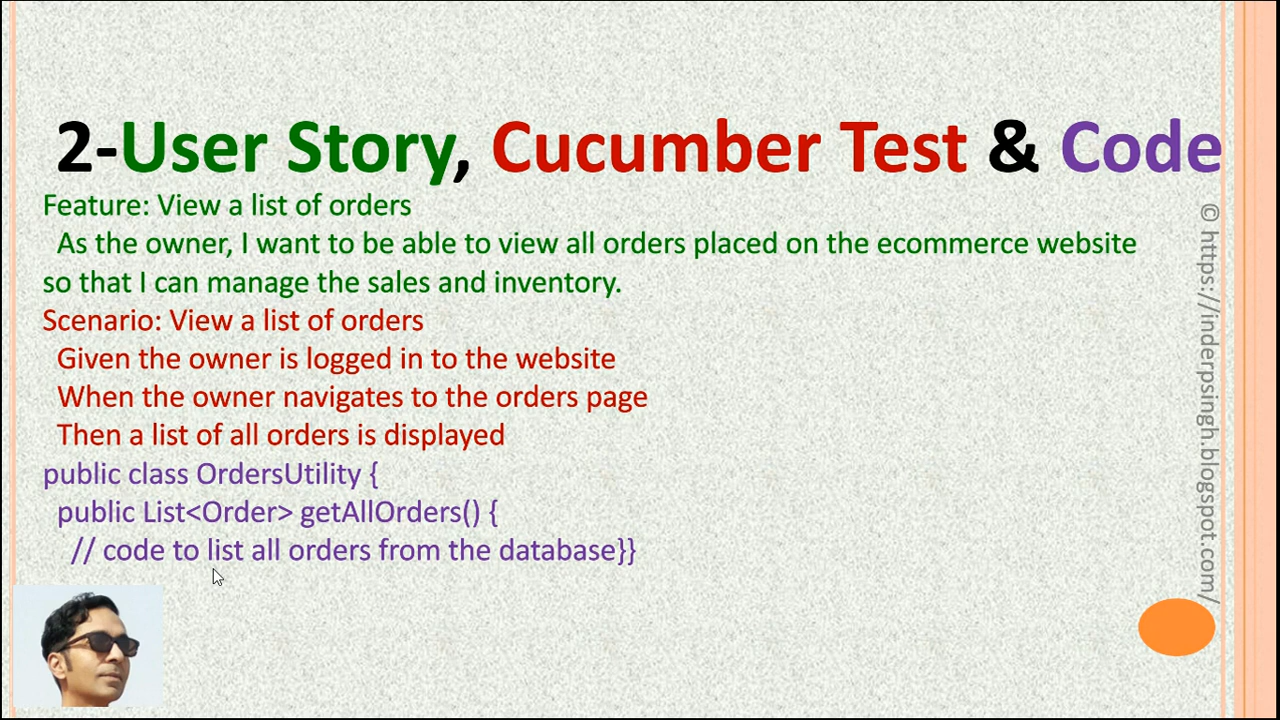 2-User Story, Cucumber Test & Code
Feature: View a list of orders
As the owner, I want to be able to view all orders placed on the ecommerce website
so that I can manage the sales and inventory.
Scenario: View a list of orders
Given the owner is logged in to the website
When the owner navigates to the orders page
Then a list of all orders is displayed
public class OrdersUtility {
public List<Order> getAllOrders() {
// code to list all orders from the database}}
© https://inderpsingh.blogspot.com/